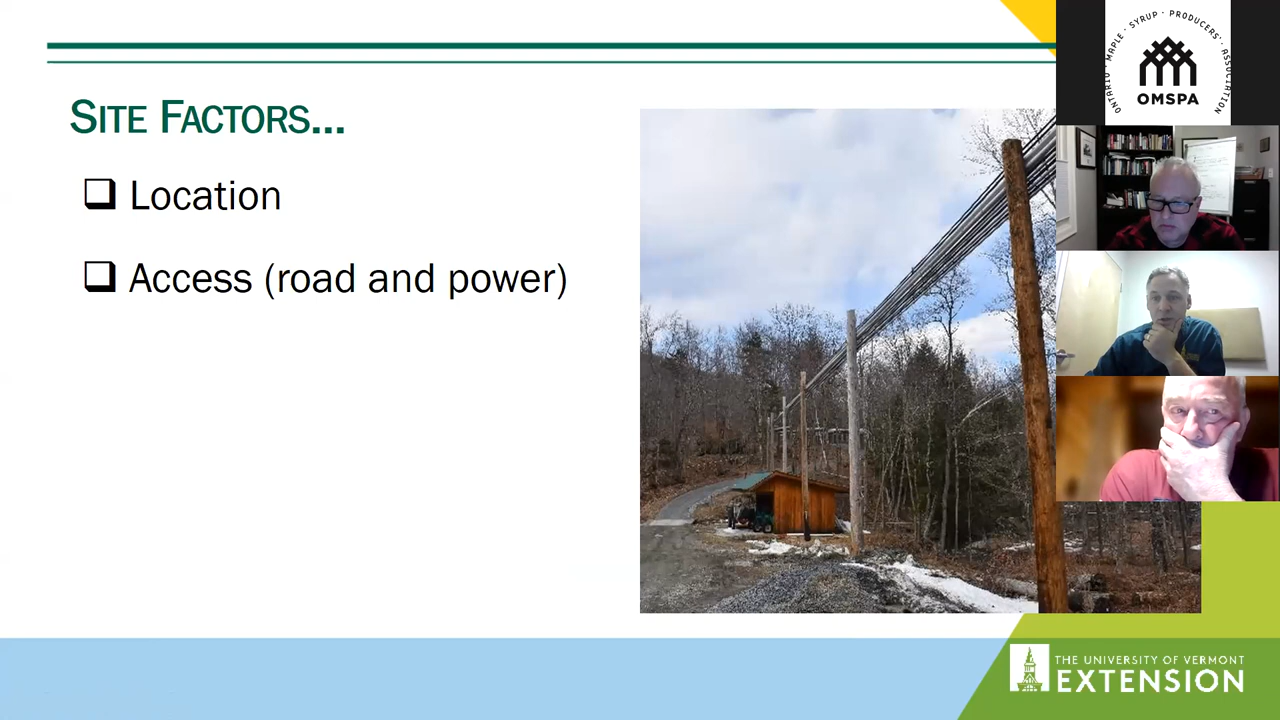 SITE FACTORS...
❑ Location
❑ Access (road and power)
ONTARIO · MAPLE · SYRUP · PRODUCERS' · ASSOCIATION
OMSPA
THE UNIVERSITY OF VERMONT
EXTENSION